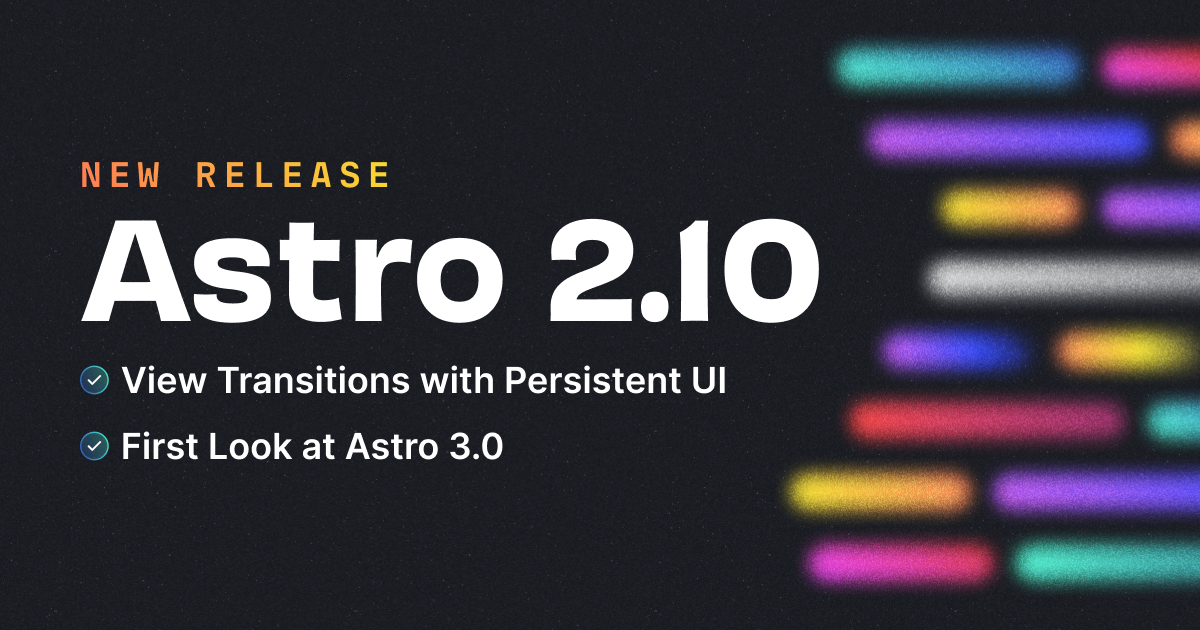 NEW RELEASE
Astro 2.10
View Transitions with Persistent UI
First Look at Astro 3.0